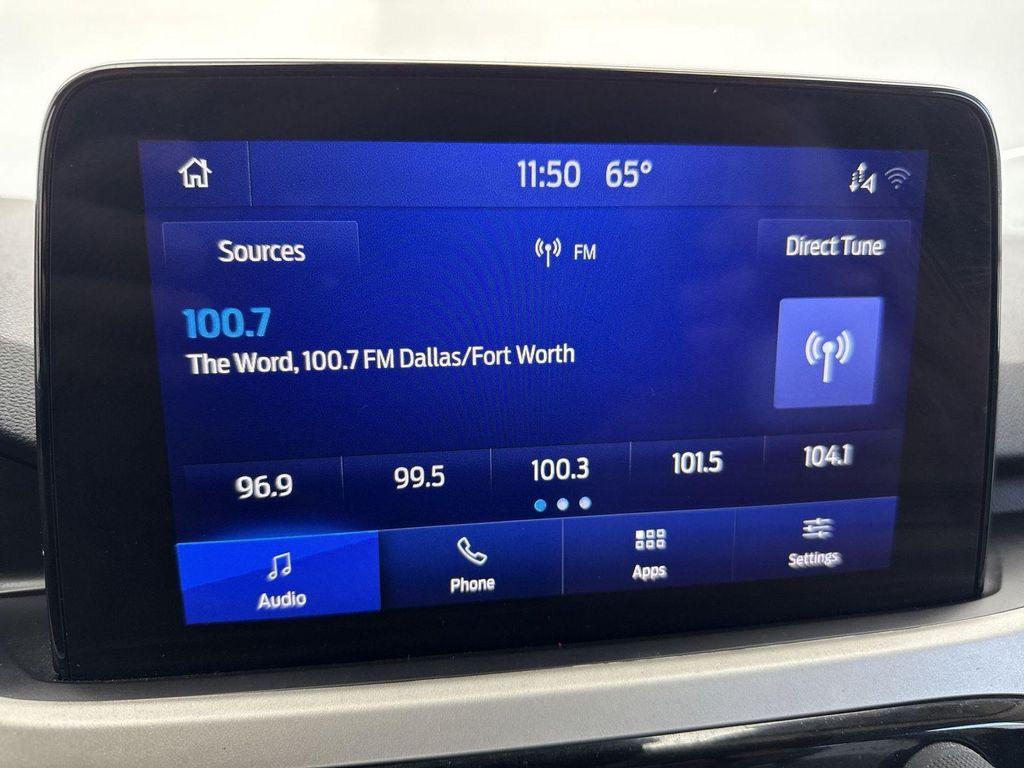 11:50 65°
Sources
FM
Direct Tune
100.7
The Word, 100.7 FM Dallas/Fort Worth
96.9
99.5
100.3
101.5
104.1
Audio
Phone
Apps
Settings